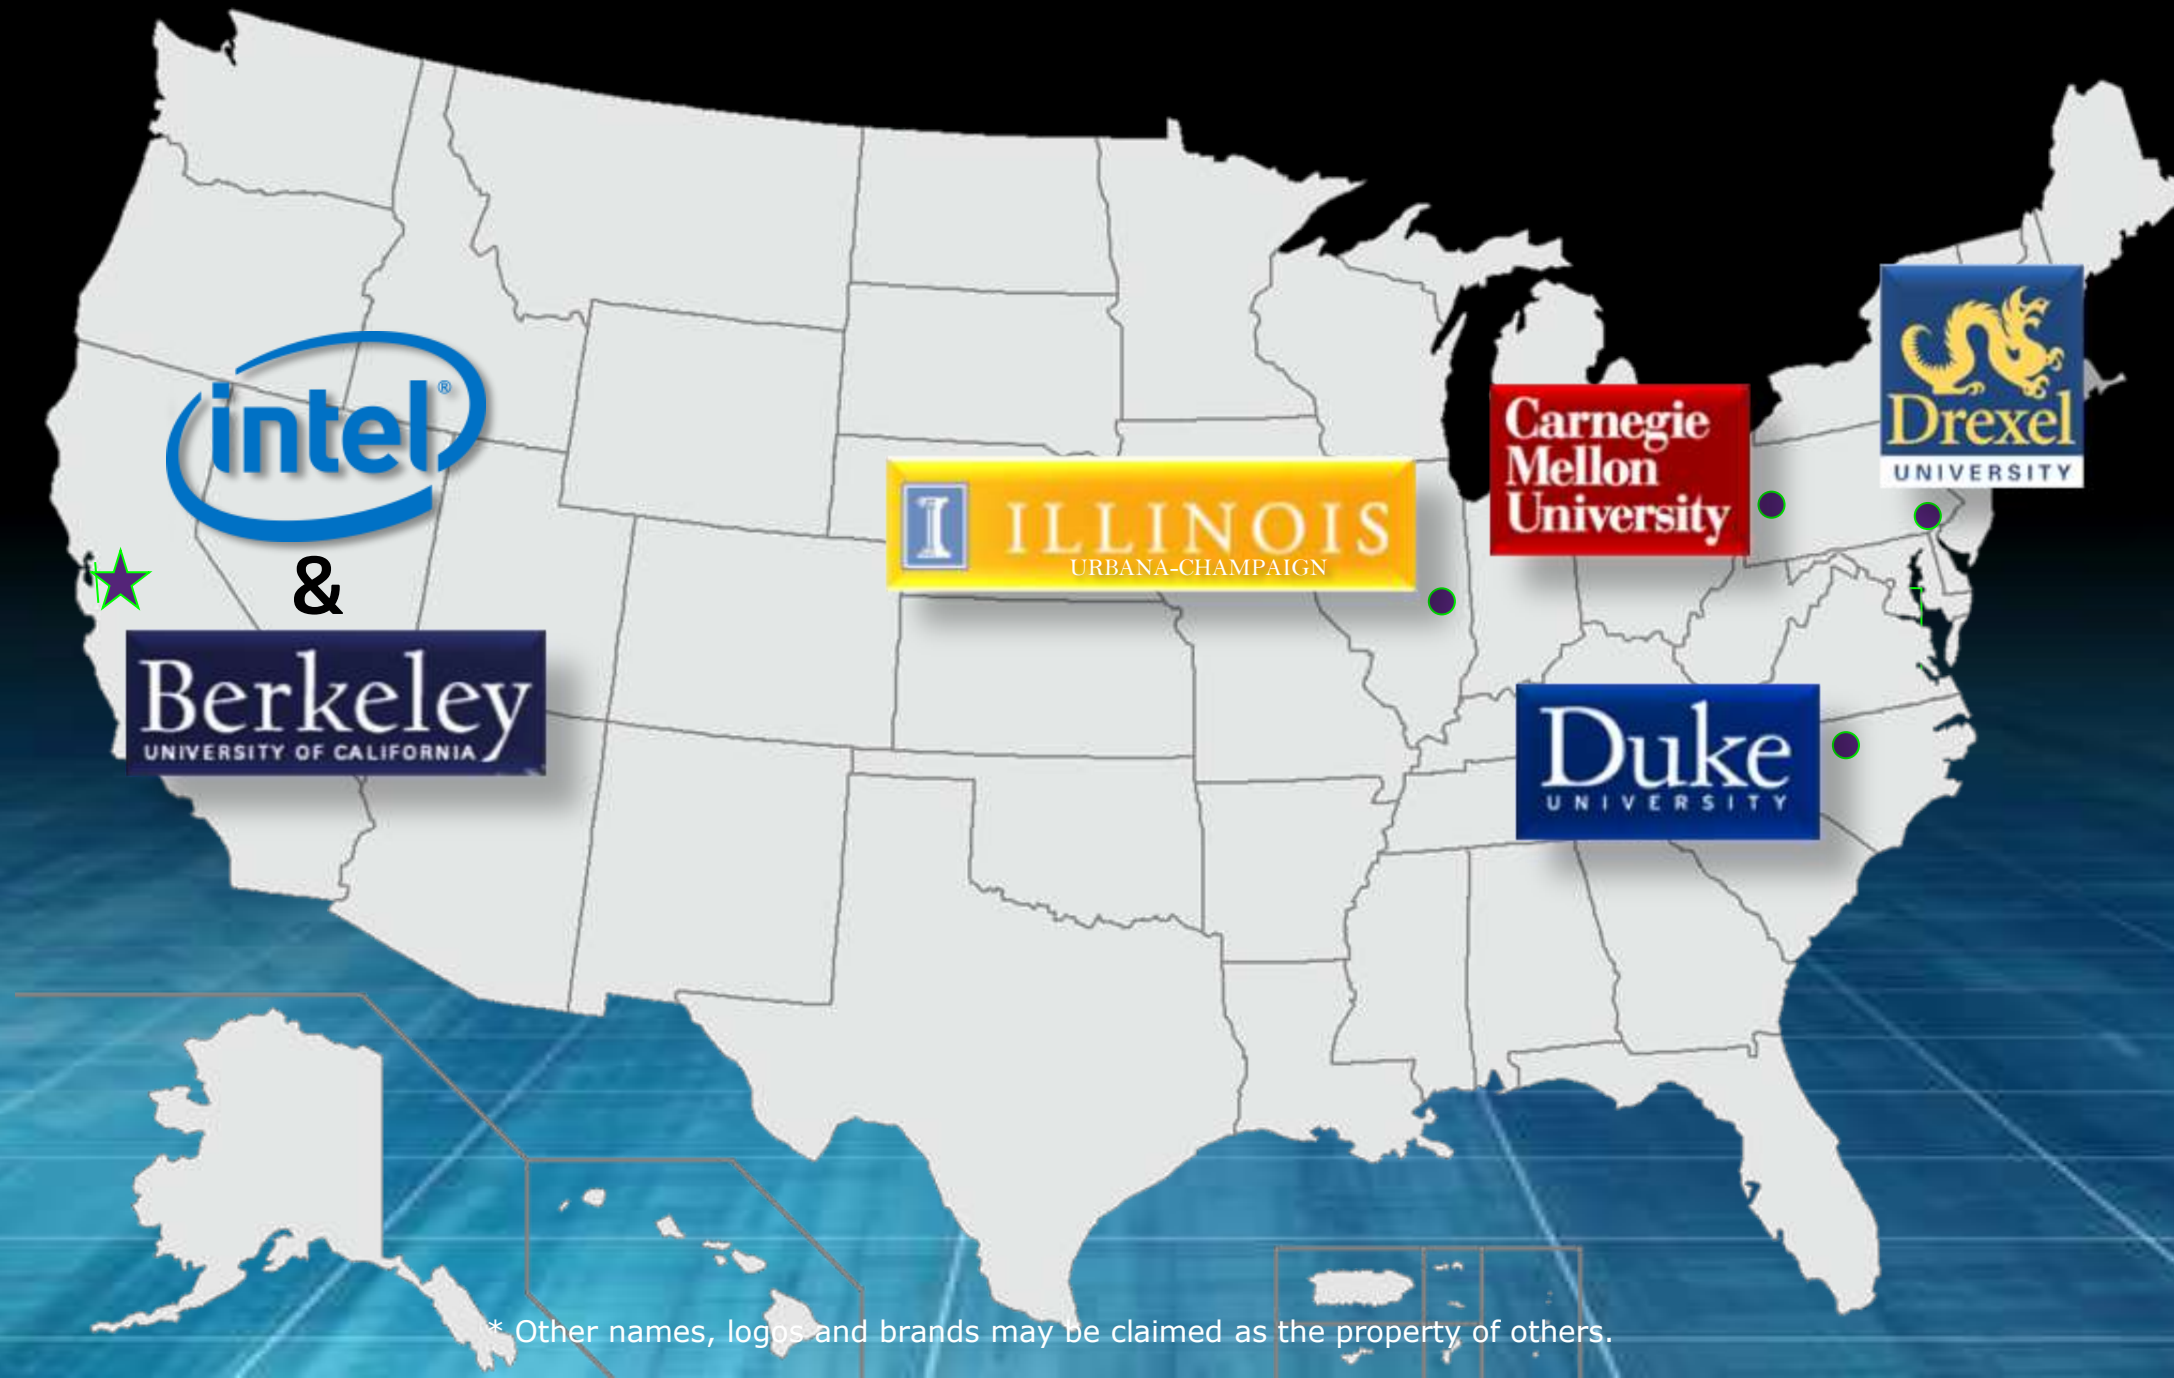 intel®
&
Berkeley
UNIVERSITY OF CALIFORNIA
I ILLINOIS
URBANA-CHAMPAIGN
Carnegie
Mellon
University
Drexel
UNIVERSITY
Duke
UNIVERSITY
* Other names, logos and brands may be claimed as the property of others.